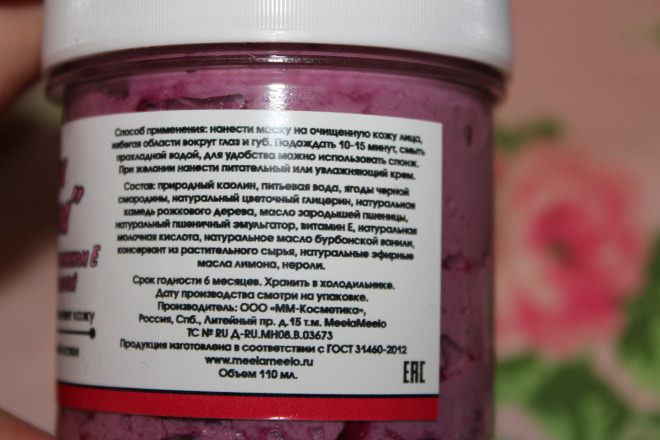 Способ применения: нанести маску на очищенную кожу лица,
избегая области вокруг глаз и губ. Подождать 10-15 минут, смыть
прохладной водой, для удобства можно использовать спонж.
При желании нанести питательный или увлажняющий крем.
Состав: природный каолин, питьевая вода, ягоды черной
смородины, натуральный цветочный глицерин, натуральная
камедь рожкового дерева, масло зародышей пшеницы,
натуральный пшеничный эмульгатор, витамин Е, натуральная
молочная кислота, натуральное масло бурбонской ванили,
консервант из растительного сырья, натуральные эфирные
масла лимона, нероли.
Срок годности 6 месяцев. Хранить в холодильнике.
Дату производства смотри на упаковке.
Производитель: ООО «ММ-Косметика»,
Россия, Спб., Литейный пр. д.15 т.м. MeelaMeelo
ТС № RU Д-RU.МН08.В.03673
Продукция изготовлена в соответствии с ГОСТ 31460-2012
www.meelameelo.ru
Объем 110 мл.
EAC
Е
кожу
кожи